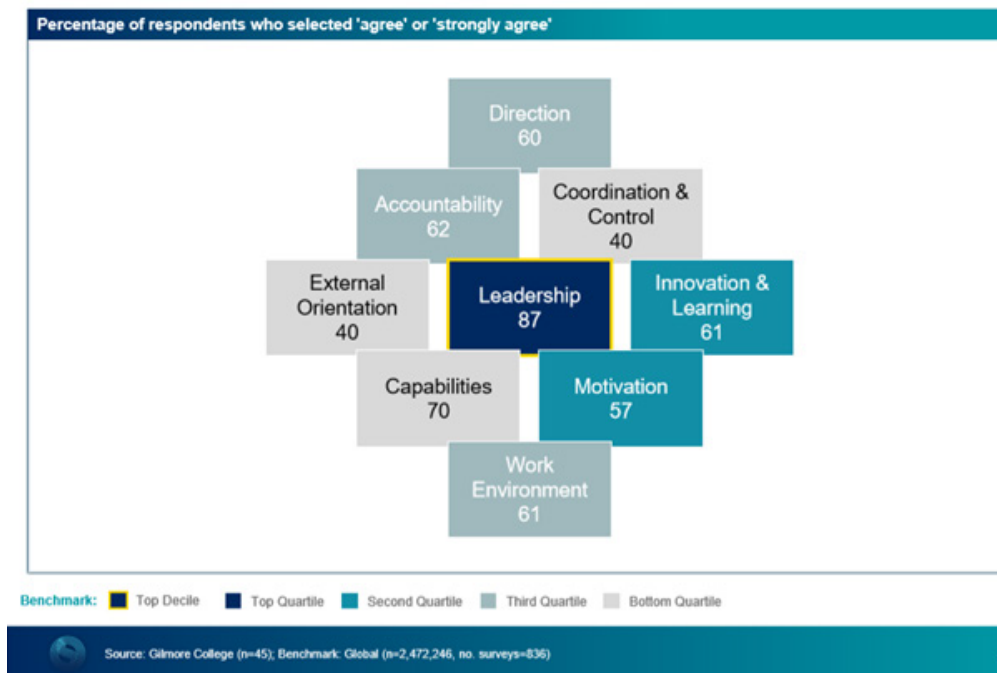 Percentage of respondents who selected 'agree' or 'strongly agree'
Direction
60
Accountability
62
Coordination &
Control
40
External
Orientation
40
Leadership
87
Innovation &
Learning
61
Capabilities
70
Motivation
57
Work
Environment
61
Benchmark: Top Decile Top Quartile Second Quartile Third Quartile Bottom Quartile
Source: Gilmore College (n=45); Benchmark: Global (n=2,472,246, no. surveys=836)